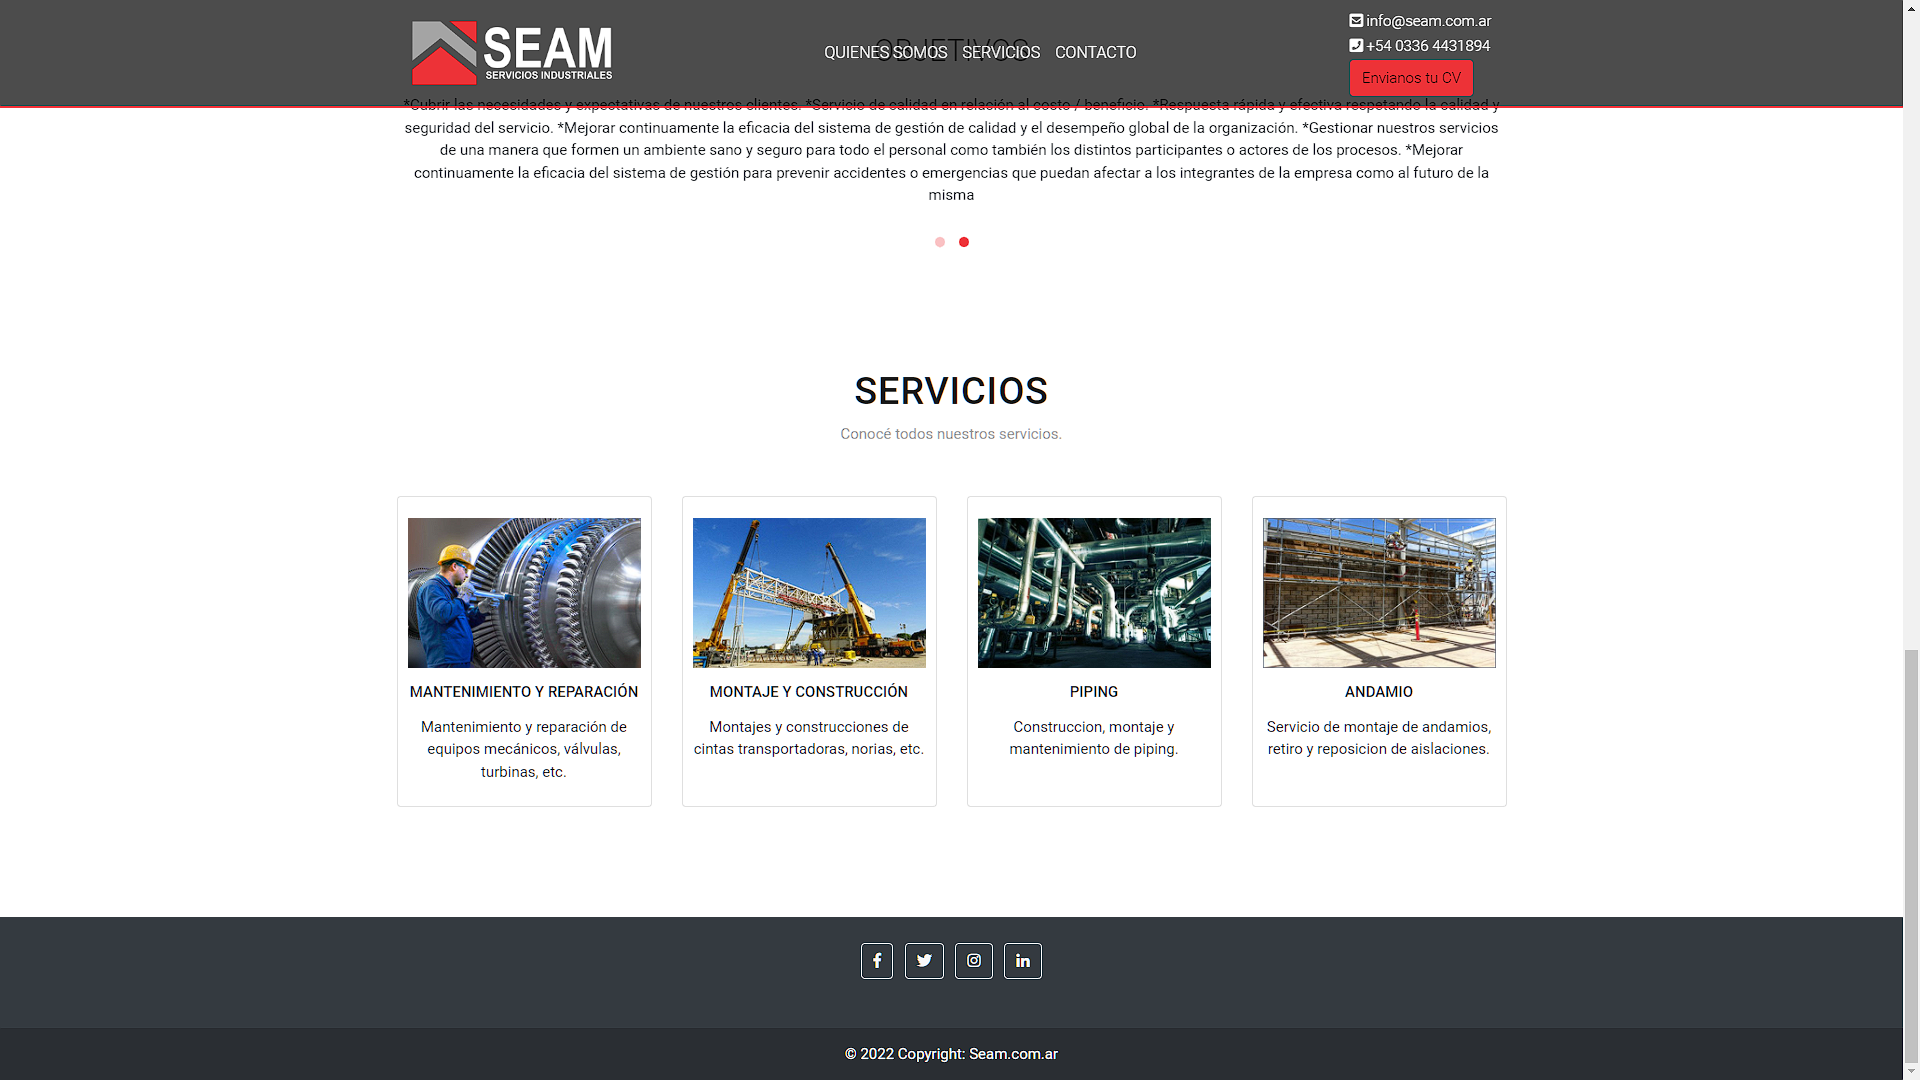 SEAM
SERVICIOS INDUSTRIALES
QUIENES SOMOS
SERVICIOS
CONTACTO
info@seam.com.ar
+54 0336 4431894
Envianos tu CV
OBJETIVOS
*Cubrir las necesidades y expectativas de nuestros clientes. *Servicio de calidad en relación al costo / beneficio. *Respuesta rápida y efectiva respetando la calidad y
seguridad del servicio. *Mejorar continuamente la eficacia del sistema de gestión de calidad y el desempeño global de la organización. *Gestionar nuestros servicios
de una manera que formen un ambiente sano y seguro para todo el personal como también los distintos participantes o actores de los procesos. *Mejorar
continuamente la eficacia del sistema de gestión para prevenir accidentes o emergencias que puedan afectar a los integrantes de la empresa como al futuro de la
misma
SERVICIOS
Conocé todos nuestros servicios.
MANTENIMIENTO Y REPARACIÓN
Mantenimiento y reparación de
equipos mecánicos, válvulas,
turbinas, etc.
MONTAJE Y CONSTRUCCIÓN
Montajes y construcciones de
cintas transportadoras, norias, etc.
PIPING
Construccion, montaje y
mantenimiento de piping.
ANDAMIO
Servicio de montaje de andamios,
retiro y reposicion de aislaciones.
© 2022 Copyright: Seam.com.ar